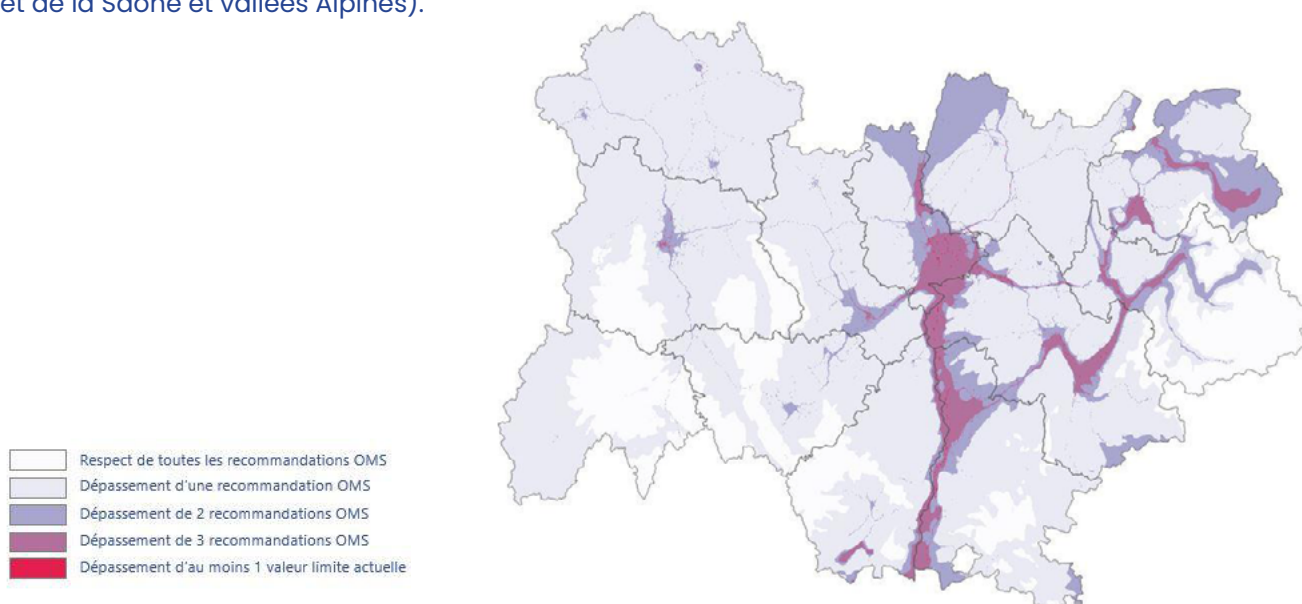 et de la Saône et vallées Alpines).
Respect de toutes les recommandations OMS
Dépassement d'une recommandation OMS
Dépassement de 2 recommandations OMS
Dépassement de 3 recommandations OMS
Dépassement d'au moins 1 valeur limite actuelle